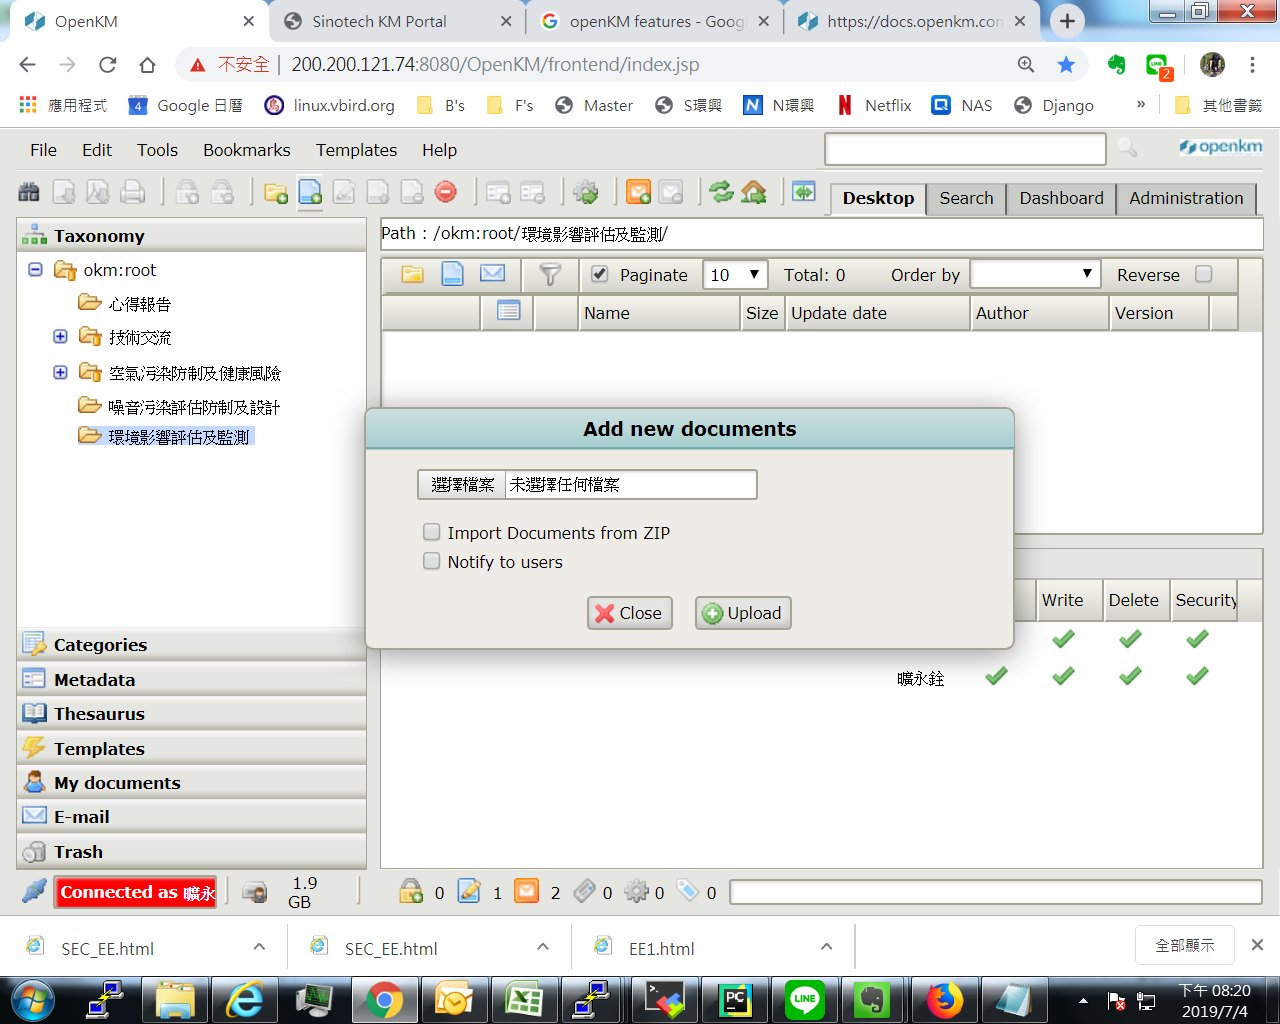 OpenKM
Sinotech KM Portal
openKM features - Goog
https://docs.openkm.con
不安全 | 200.200.121.74:8080/OpenKM/frontend/index.jsp
2
應用程式
4
Google 日曆
linux.vbird.org
B's
F's
Master
S環興
N環興
Netflix
NAS
Django
»
其他書籤
File Edit Tools Bookmarks Templates Help
openkm
Desktop Search Dashboard Administration
Taxonomy
Path : /okm:root/環境影響評估及監測/
okm:root
心得報告
技術交流
空氣污染防制及健康風險
噪音污染評估防制及設計
環境影響評估及監測
Paginate 10 Total: 0 Order by Reverse
Name Size Update date Author Version
Add new documents
選擇檔案 未選擇任何檔案
Import Documents from ZIP
Notify to users
Close Upload
Write Delete Security
曠永銓
Categories
Metadata
Thesaurus
Templates
My documents
E-mail
Trash
Connected as 曠永
1.9 GB
0 1 2 0 0 0
SEC_EE.html
SEC_EE.html
EE1.html
全部顯示
PC
LINE
下午 08:20
2019/7/4